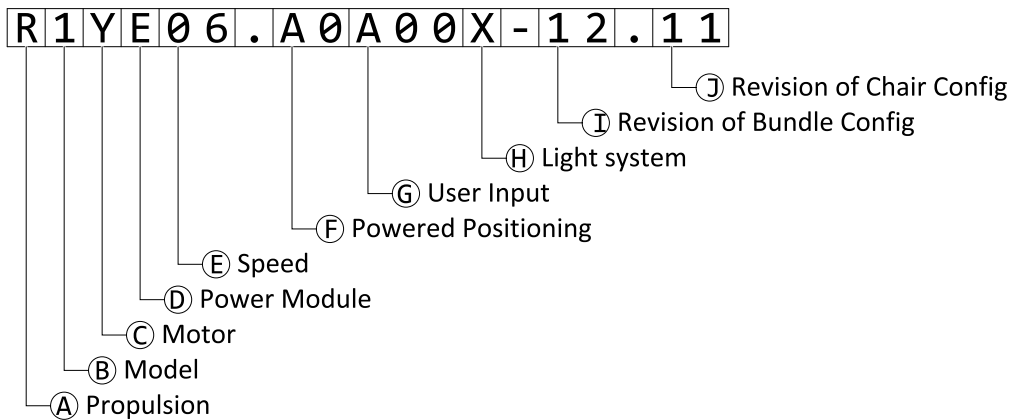 R1YE06.A0A00X-12.11
J Revision of Chair Config
I Revision of Bundle Config
H Light system
G User Input
F Powered Positioning
E Speed
D Power Module
C Motor
B Model
A Propulsion